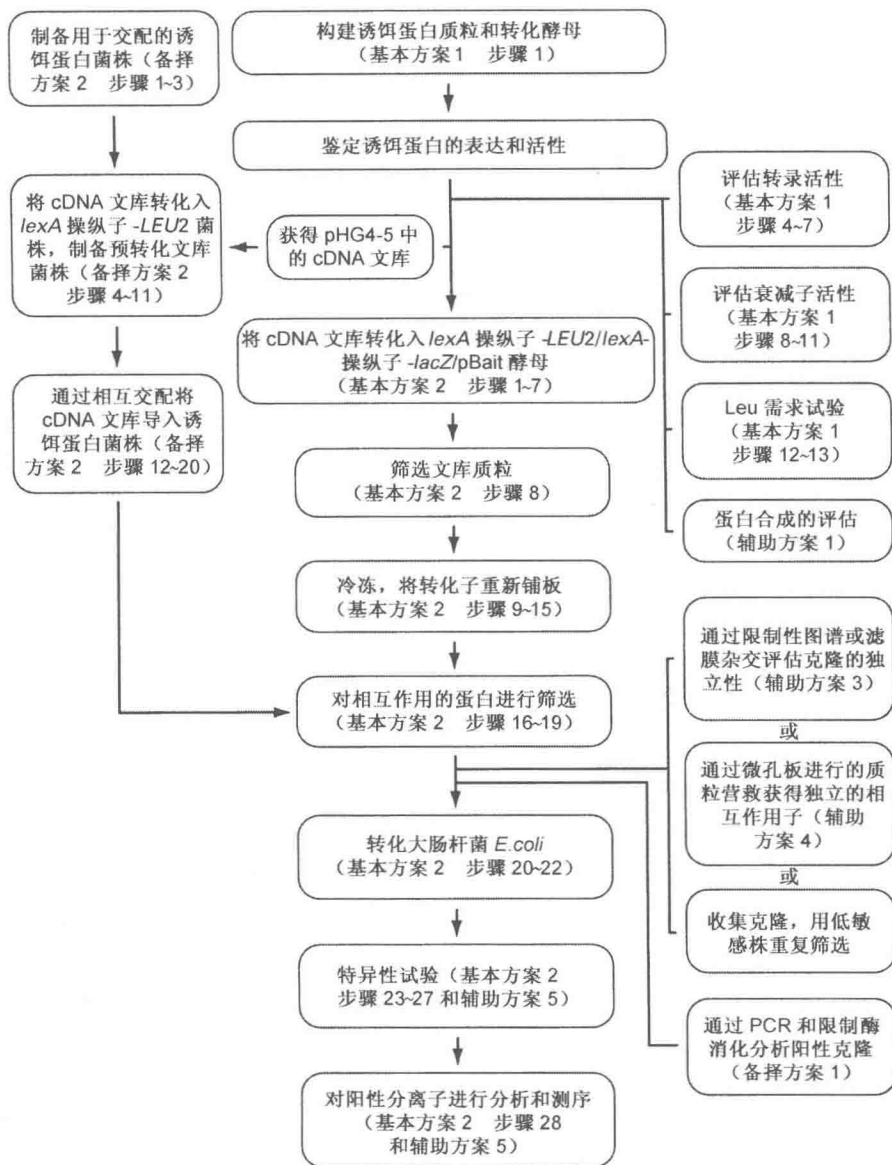 制备用于交配的诱
饵蛋白菌株（备择
方案 2 步骤 1~3）
构建诱饵蛋白质粒和转化酵母
（基本方案1 步骤 1）
鉴定诱饵蛋白的表达和活性
将 cDNA 文库转化入
lexA 操纵子 -LEU2 菌
株，制备预转化文库
菌株（备择方案 2
步骤 4~11）
获得 pHG4-5 中
的 cDNA 文库
评估转录活性
（基本方案 1
步骤 4~7）
评估衰减子活性
（基本方案 1
步骤 8~11）
将 cDNA 文库转化入 lexA 操纵子 -LEU2/lexA-
操纵子 -lacZ/pBait 酵母
（基本方案 2 步骤 1~7）
通过相互交配将
cDNA 文库导入诱
饵蛋白菌株（备择
方案 2 步骤 12~20）
Leu 需求试验
（基本方案 1
步骤 12~13）
筛选文库质粒
（基本方案 2 步骤 8）
蛋白合成的评估
（辅助方案 1）
冷冻，将转化子重新铺板
（基本方案 2 步骤 9~15）
对相互作用的蛋白进行筛选
（基本方案 2 步骤 16~19）
通过限制性图谱或滤
膜杂交评估克隆的独
立性（辅助方案 3）
或
通过微孔板进行的质
粒营救获得独立的相
互作用子（辅助
方案 4）
或
收集克隆，用低敏
感株重复筛选
转化大肠杆菌 E.coli
（基本方案 2 步骤 20~22）
特异性试验（基本方案 2
步骤 23~27 和辅助方案 5）
通过 PCR 和限制酶
消化分析阳性克隆
（备择方案 1）
对阳性分离子进行分析和测序
（基本方案 2 步骤 28
和辅助方案 5）